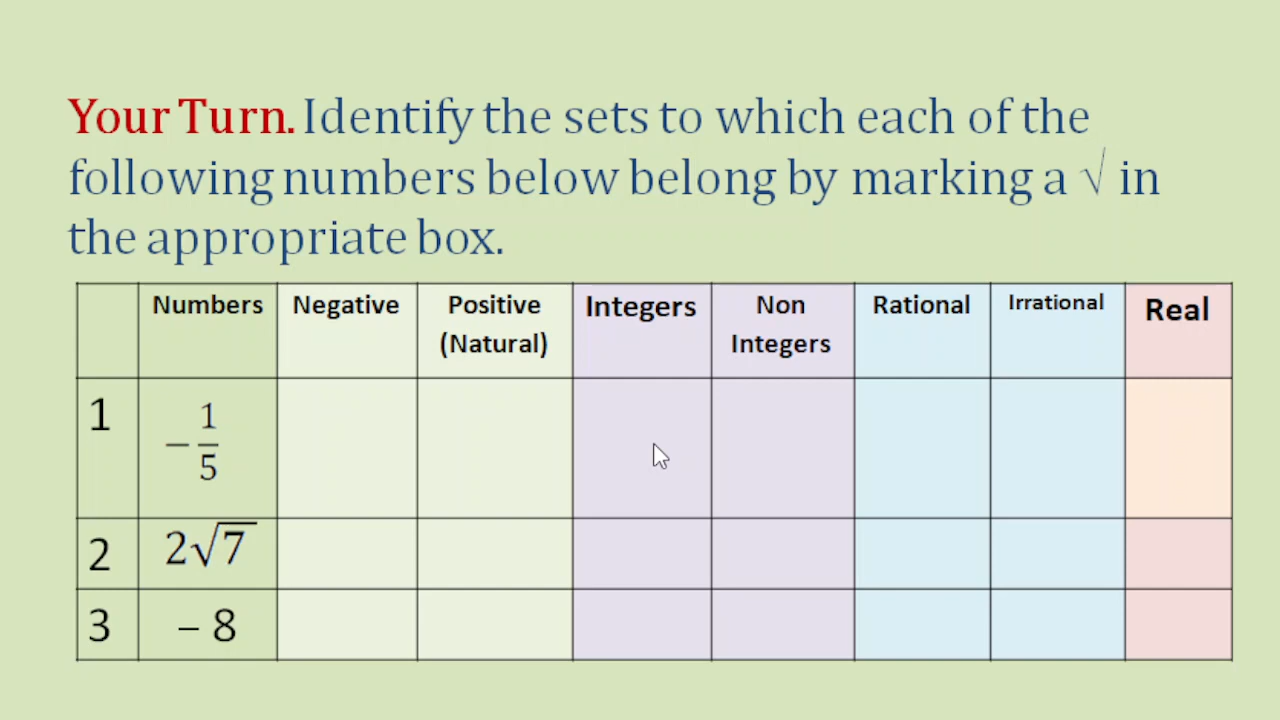 Your Turn. Identify the sets to which each of the
following numbers below belong by marking a √ in
the appropriate box.
Numbers Negative Positive (Natural) Integers Non Integers Rational Irrational Real
1 −1/5
2 2√7
3 – 8